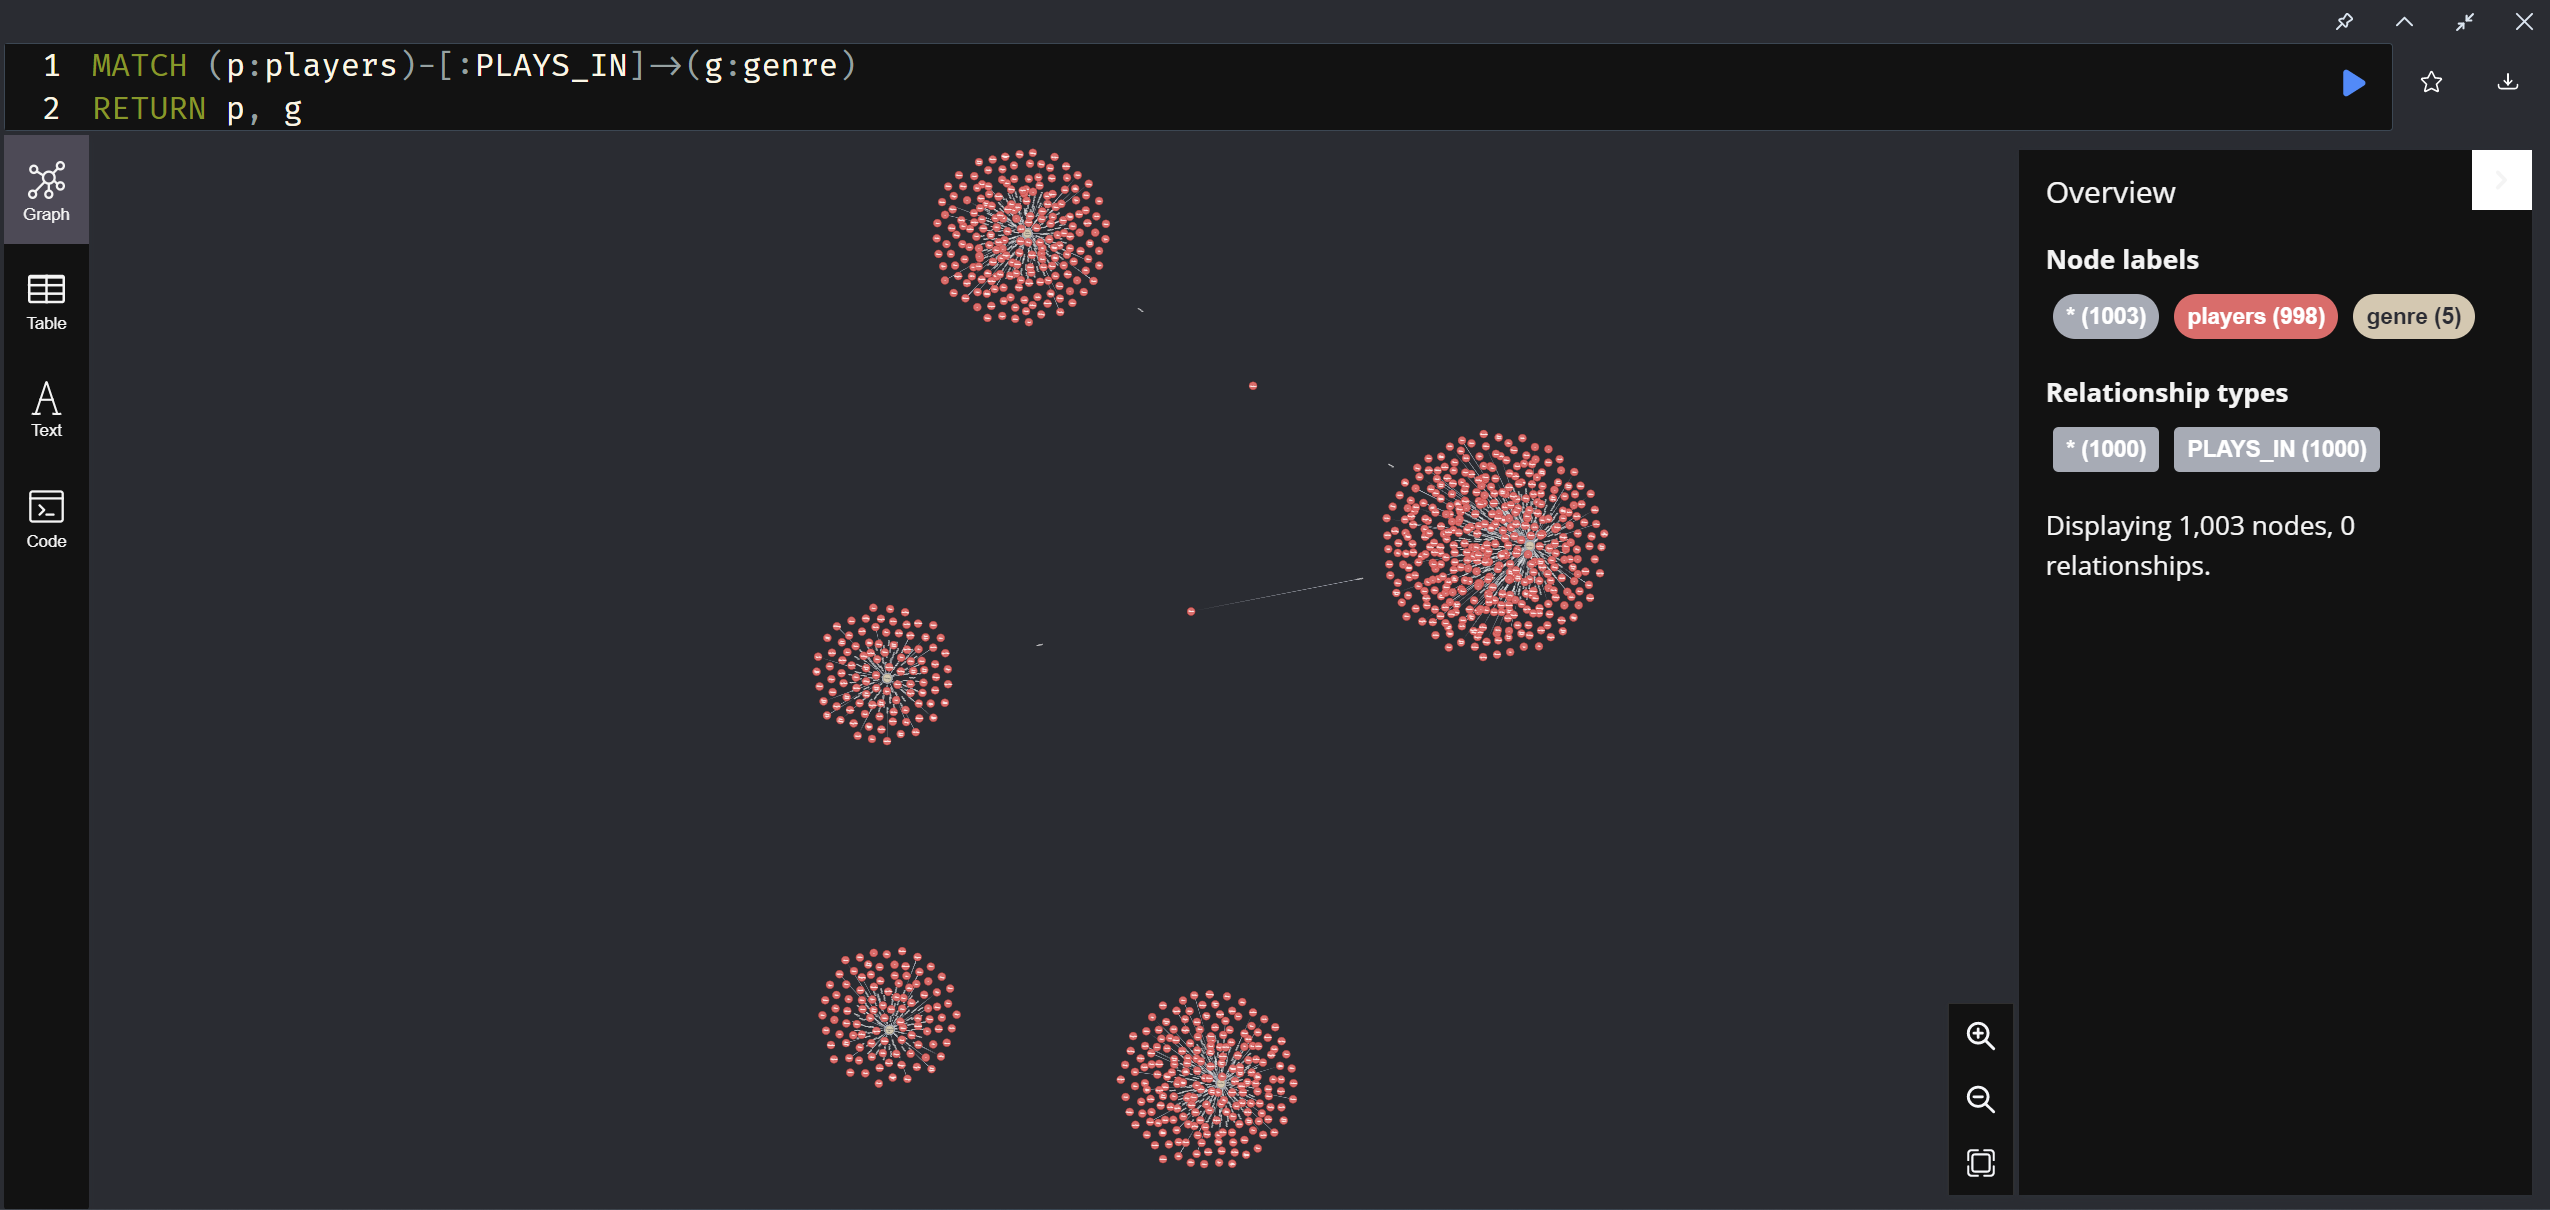 1 MATCH (p:players)-[:PLAYS_IN]->(g:genre)
2 RETURN p, g
Graph
Table
Text
Code
Overview
Node labels
* (1003) players (998) genre (5)
Relationship types
* (1000) PLAYS_IN (1000)
Displaying 1,003 nodes, 0
relationships.